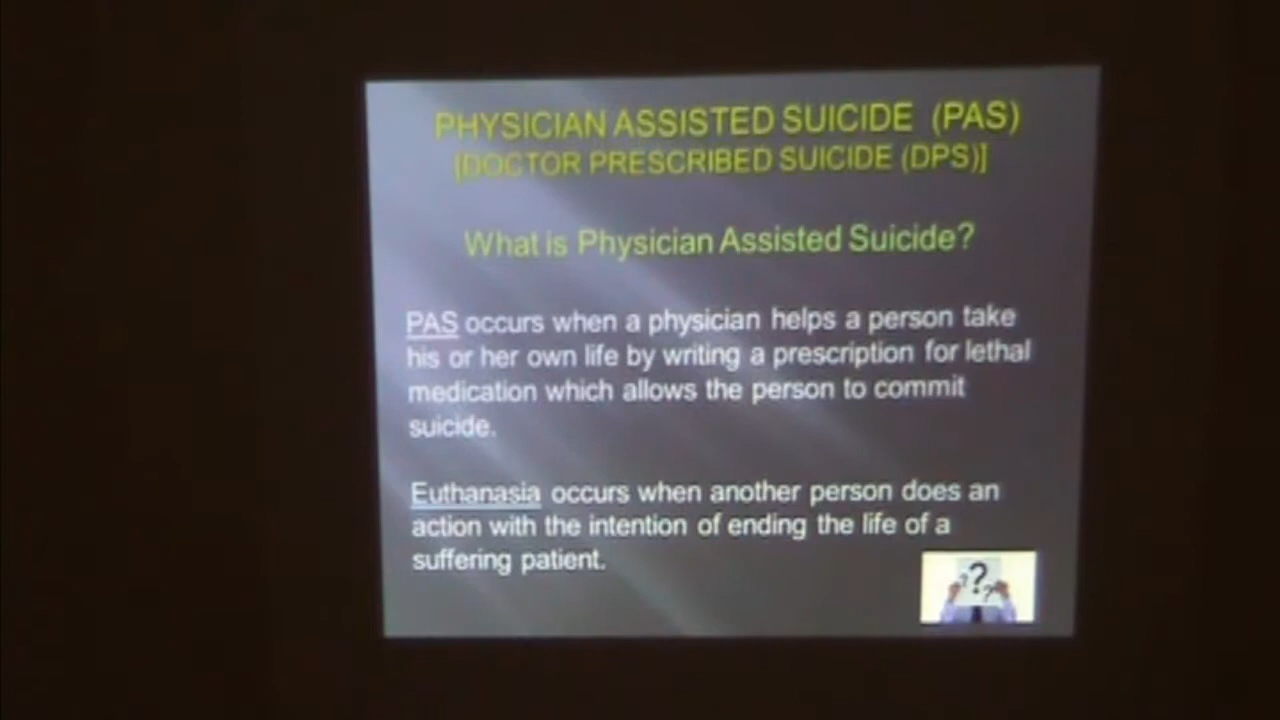 PHYSICIAN ASSISTED SUICIDE (PAS)
[DOCTOR PRESCRIBED SUICIDE (DPS)]
What is Physician Assisted Suicide?
PAS occurs when a physician helps a person take
his or her own life by writing a prescription for lethal
medication which allows the person to commit
suicide.
Euthanasia occurs when another person does an
action with the intention of ending the life of a
suffering patient.
? ? ?